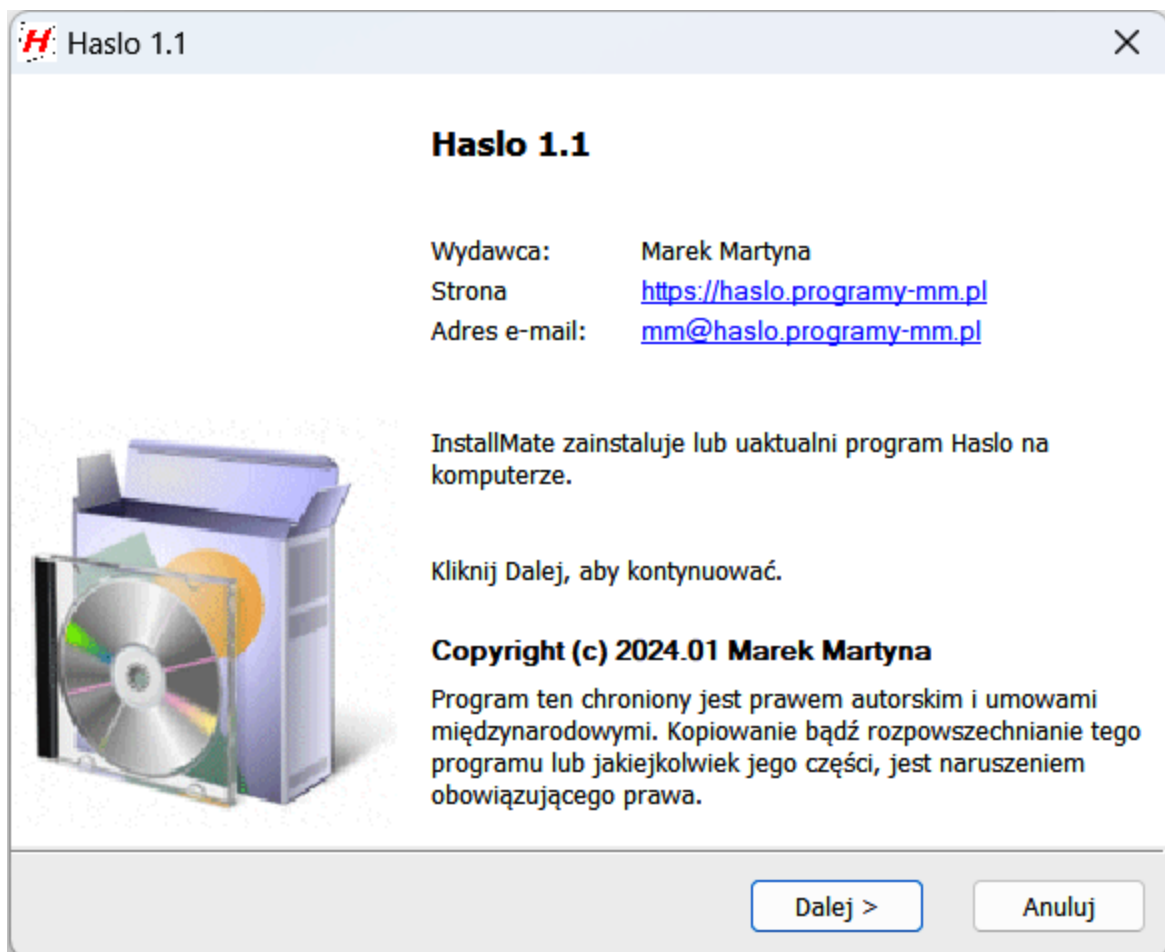 H Haslo 1.1
Haslo 1.1
Wydawca: Marek Martyna
Strona https://haslo.programy-mm.pl
Adres e-mail: mm@haslo.programy-mm.pl
InstallMate zainstaluje lub uaktualni program Haslo na
komputerze.
Kliknij Dalej, aby kontynuować.
Copyright (c) 2024.01 Marek Martyna
Program ten chroniony jest prawem autorskim i umowami
międzynarodowymi. Kopiowanie bądź rozpowszechnianie tego
programu lub jakiejkolwiek jego części, jest naruszeniem
obowiązującego prawa.
Dalej > Anuluj